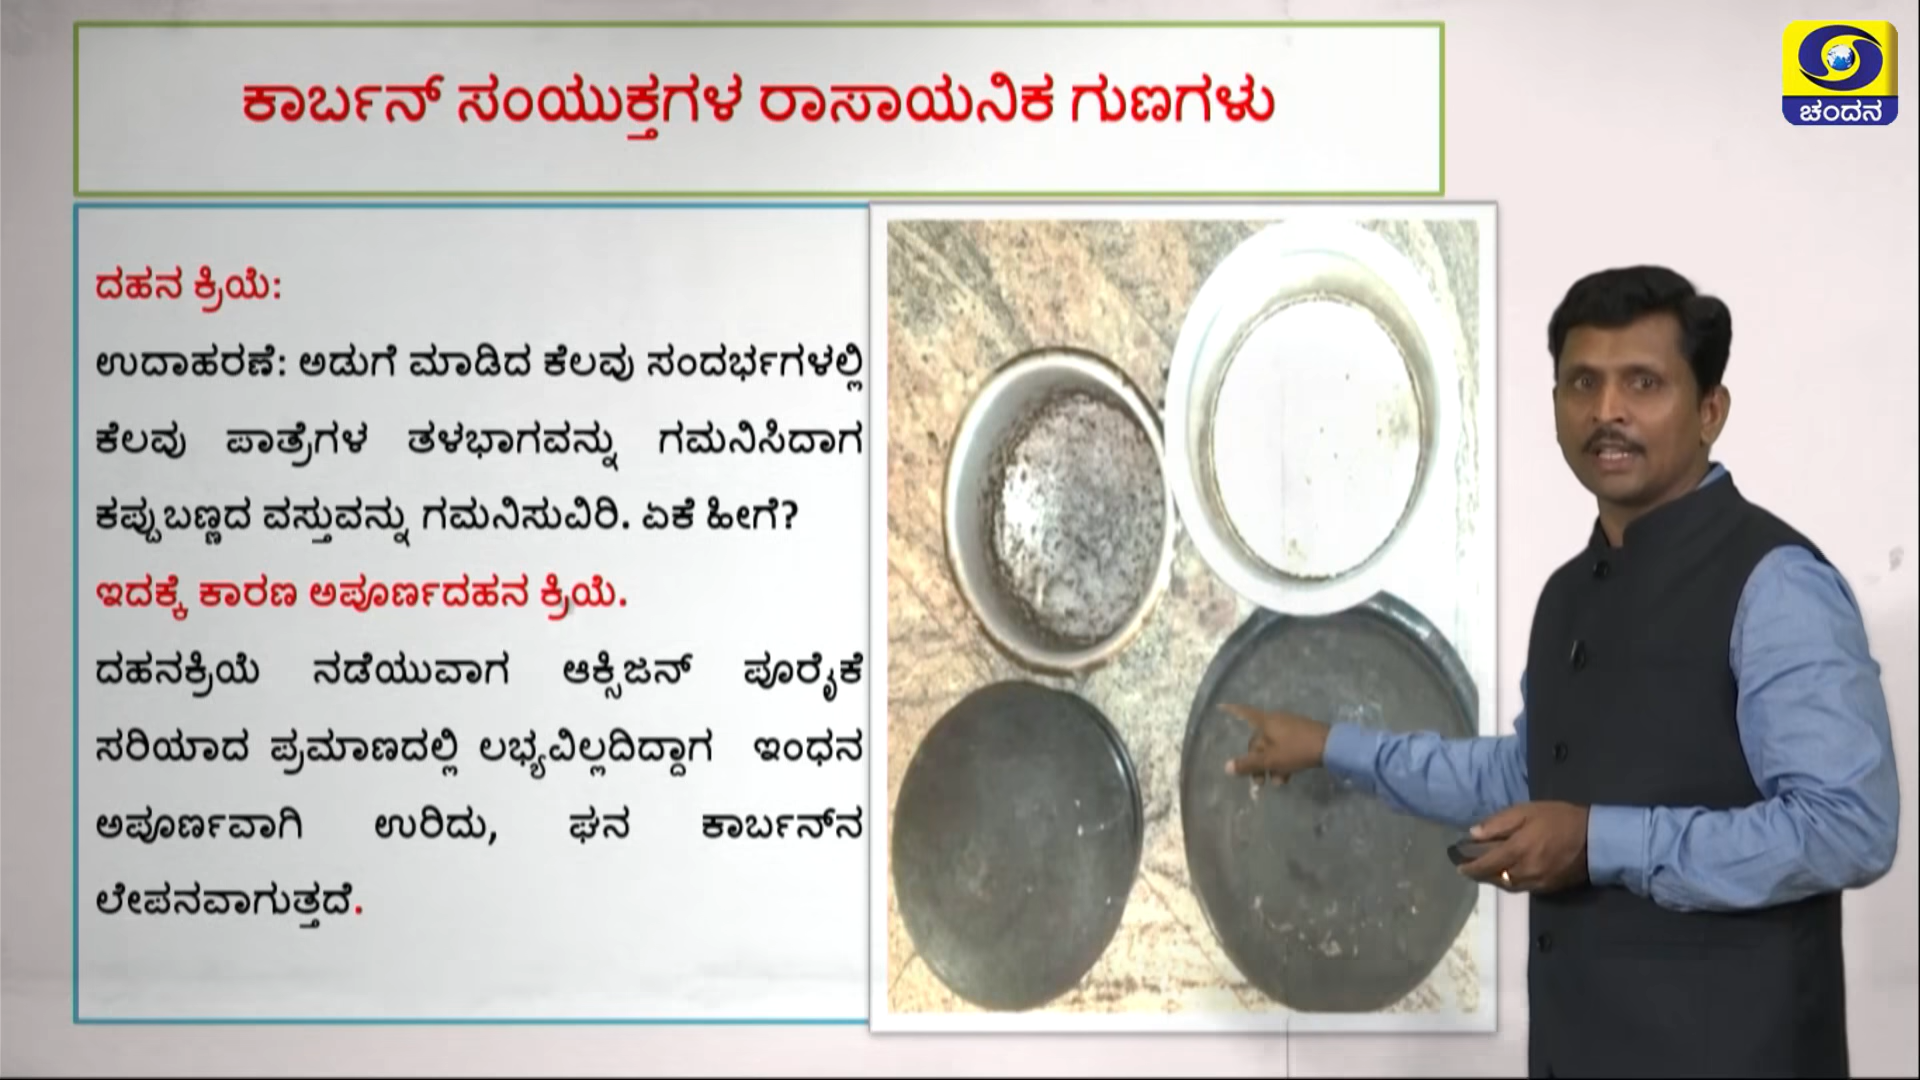 ಕಾರ್ಬನ್ ಸಂಯುಕ್ತಗಳ ರಾಸಾಯನಿಕ ಗುಣಗಳು
ಚಂದನ
ದಹನ ಕ್ರಿಯೆ:
ಉದಾಹರಣೆ: ಅಡುಗೆ ಮಾಡಿದ ಕೆಲವು ಸಂದರ್ಭಗಳಲ್ಲಿ
ಕೆಲವು ಪಾತ್ರೆಗಳ ತಳಭಾಗವನ್ನು ಗಮನಿಸಿದಾಗ
ಕಪ್ಪುಬಣ್ಣದ ವಸ್ತುವನ್ನು ಗಮನಿಸುವಿರಿ. ಏಕೆ ಹೀಗೆ?
ಇದಕ್ಕೆ ಕಾರಣ ಅಪೂರ್ಣದಹನ ಕ್ರಿಯೆ.
ದಹನಕ್ರಿಯೆ ನಡೆಯುವಾಗ ಆಕ್ಸಿಜನ್ ಪೂರೈಕೆ
ಸರಿಯಾದ ಪ್ರಮಾಣದಲ್ಲಿ ಲಭ್ಯವಿಲ್ಲದಿದ್ದಾಗ ಇಂಧನ
ಅಪೂರ್ಣವಾಗಿ ಉರಿದು, ಘನ ಕಾರ್ಬನ್‌ನ
ಲೇಪನವಾಗುತ್ತದೆ.